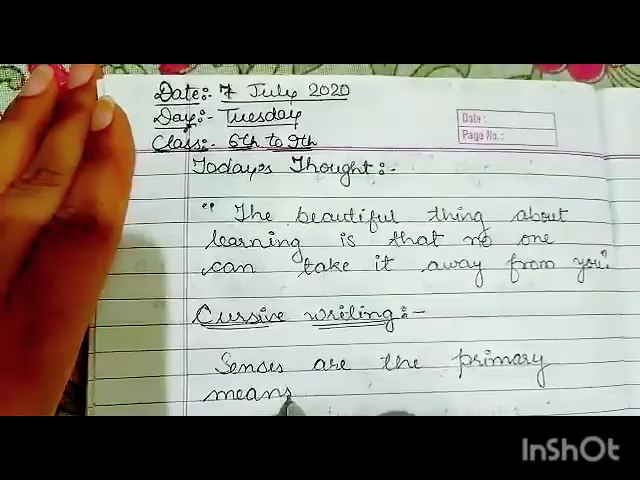 Date:- 7 July 2020
Day:- Tuesday
Class:- 6th to 9th
Date:
Page No.:
Today's Thought:-
" The beautiful thing about
learning is that no one
can take it away from you."
Cursive writing:-
Senses are the primary
means
InShOt